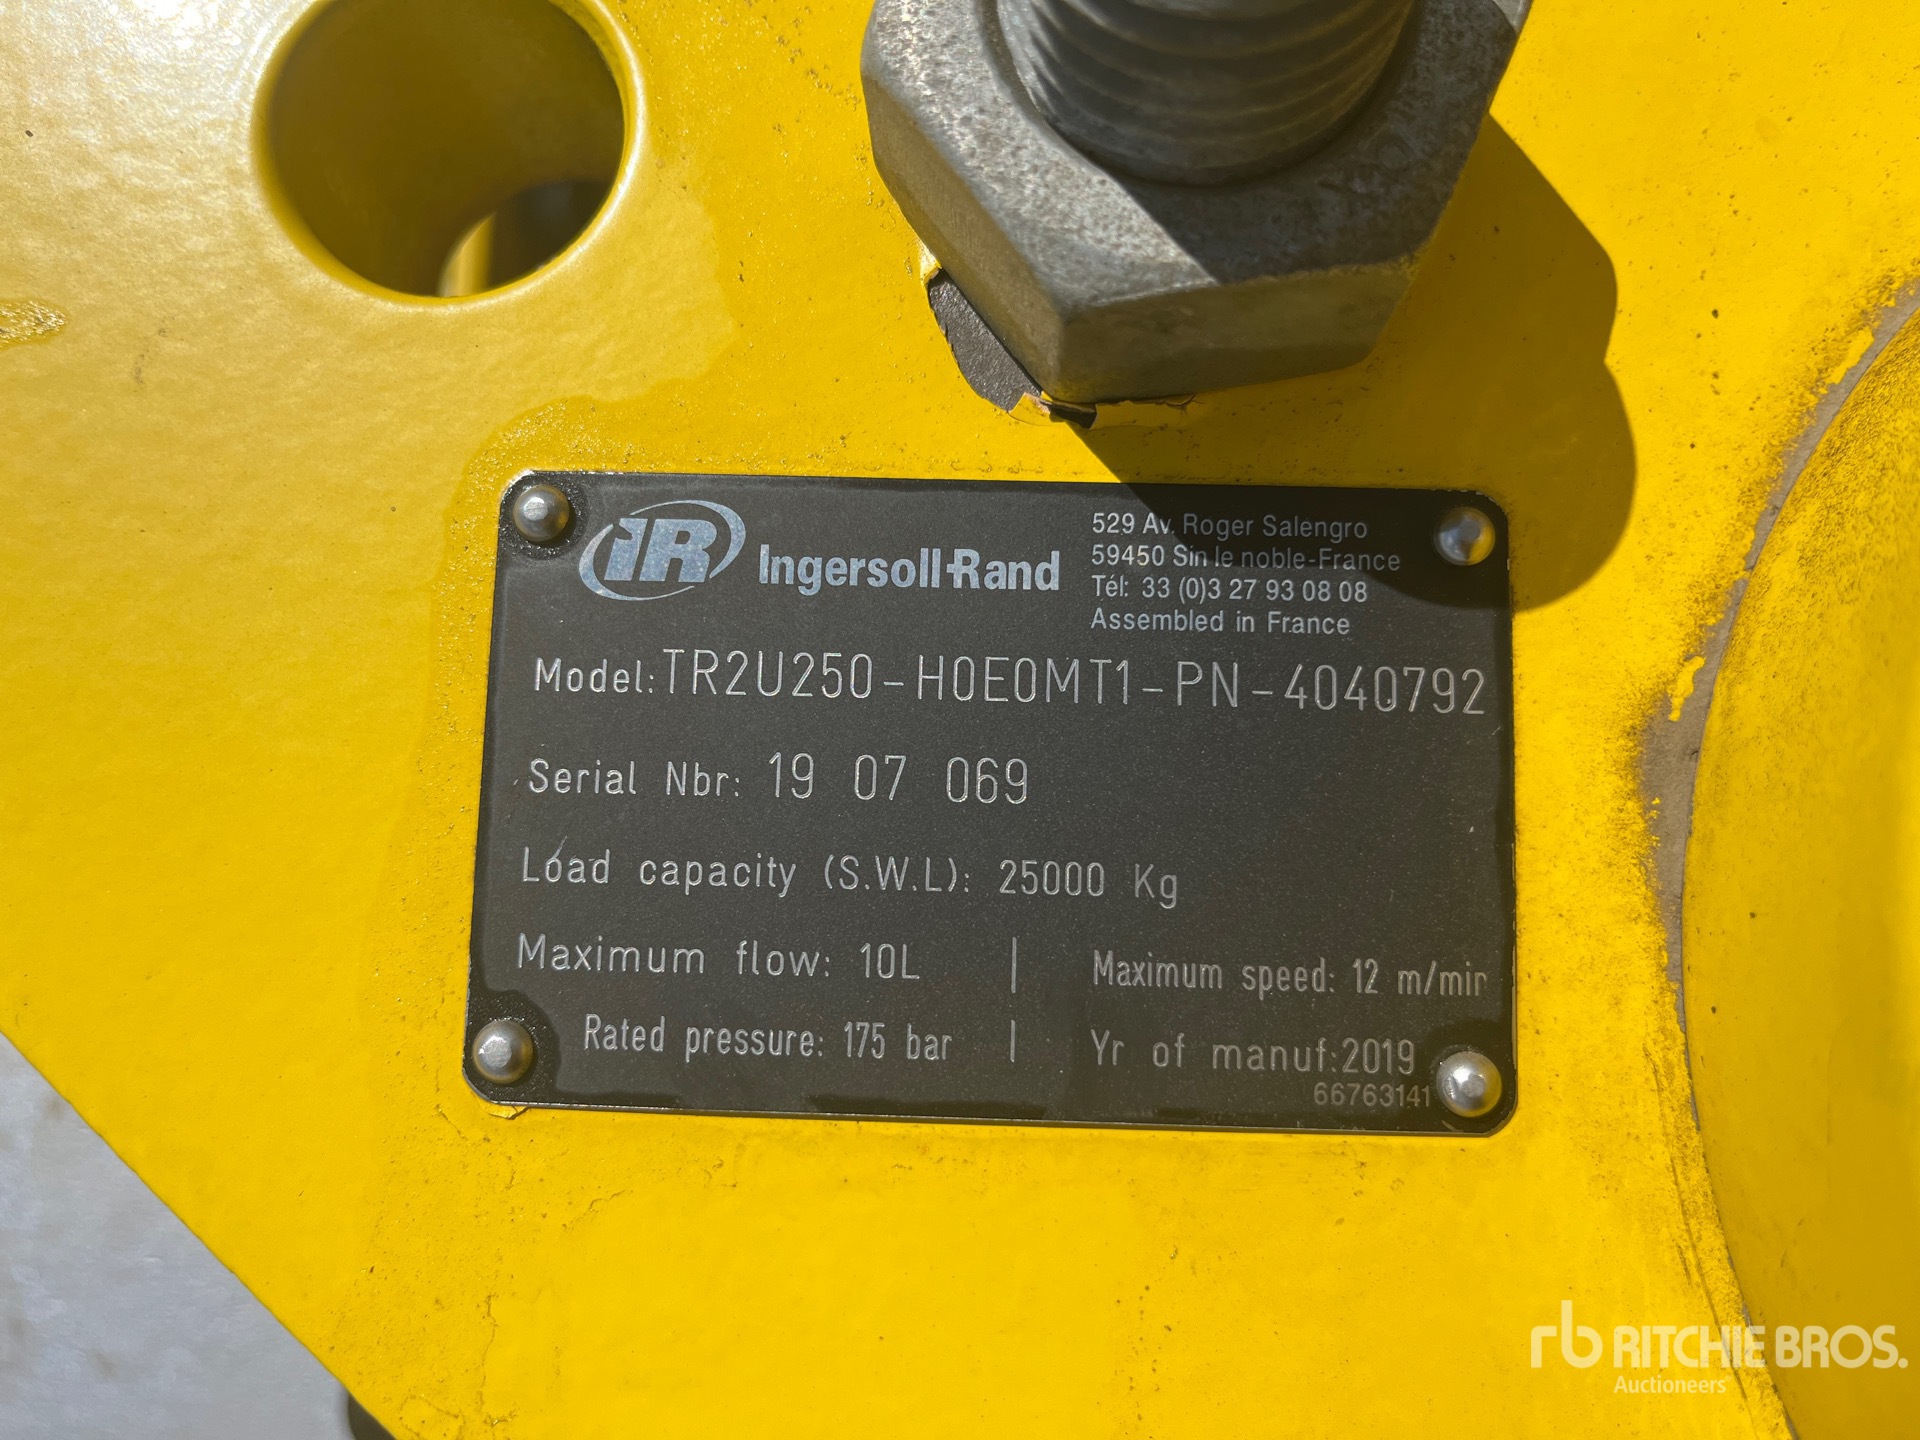 IR Ingersoll-Rand
529 Av. Roger Salengro
59450 Sin le noble-France
Tél: 33 (0)3 27 93 08 08
Assembled in France
Model: TR2U250-H0E0MT1-PN-4040792
Serial Nbr: 19 07 069
Load capacity (S.W.L): 25000 Kg
Maximum flow: 10L | Maximum speed: 12 m/min
Rated pressure: 175 bar | Yr of manuf: 2019
66763141
rb RITCHIE BROS.
Auctioneers